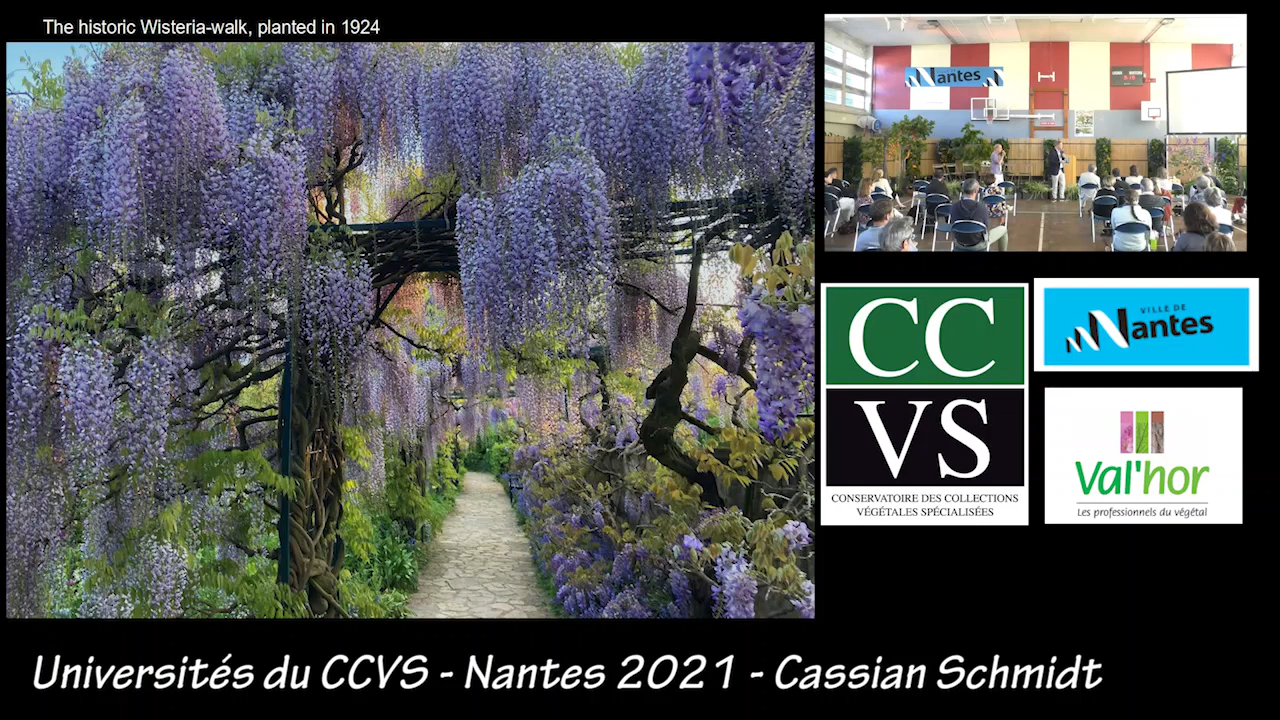 The historic Wisteria-walk, planted in 1924
Nantes
CC
VS
CONSERVATOIRE DES COLLECTIONS
VÉGÉTALES SPÉCIALISÉES
VILLE DE
Nantes
Val'hor
Les professionnels du végétal
Universités du CCVS - Nantes 2021 - Cassian Schmidt